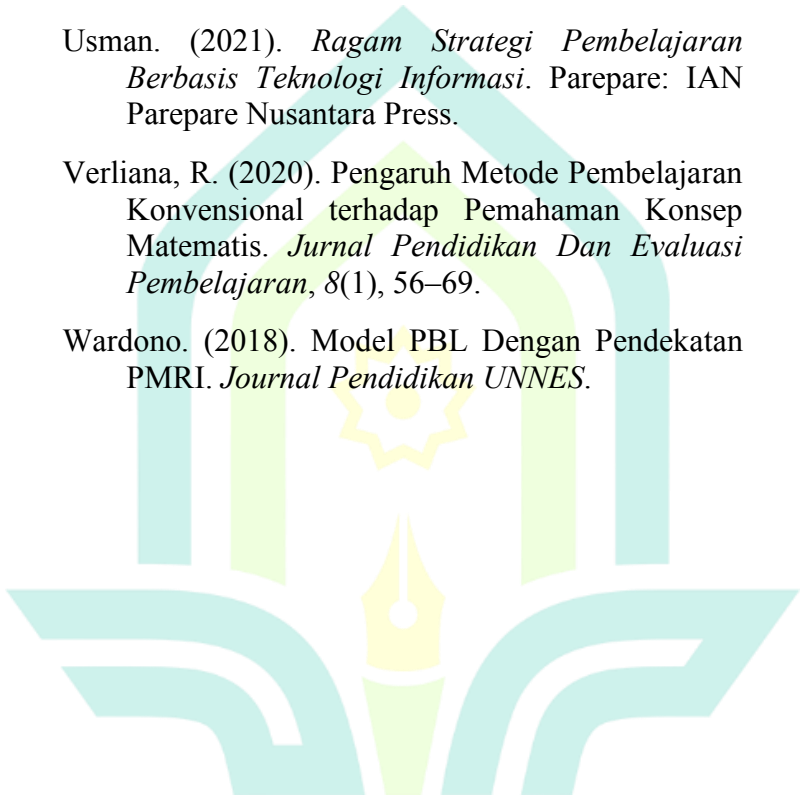 Usman. (2021). Ragam Strategi Pembelajaran
Berbasis Teknologi Informasi. Parepare: IAN
Parepare Nusantara Press.
Verliana, R. (2020). Pengaruh Metode Pembelajaran
Konvensional terhadap Pemahaman Konsep
Matematis. Jurnal Pendidikan Dan Evaluasi
Pembelajaran, 8(1), 56–69.
Wardono. (2018). Model PBL Dengan Pendekatan
PMRI. Journal Pendidikan UNNES.